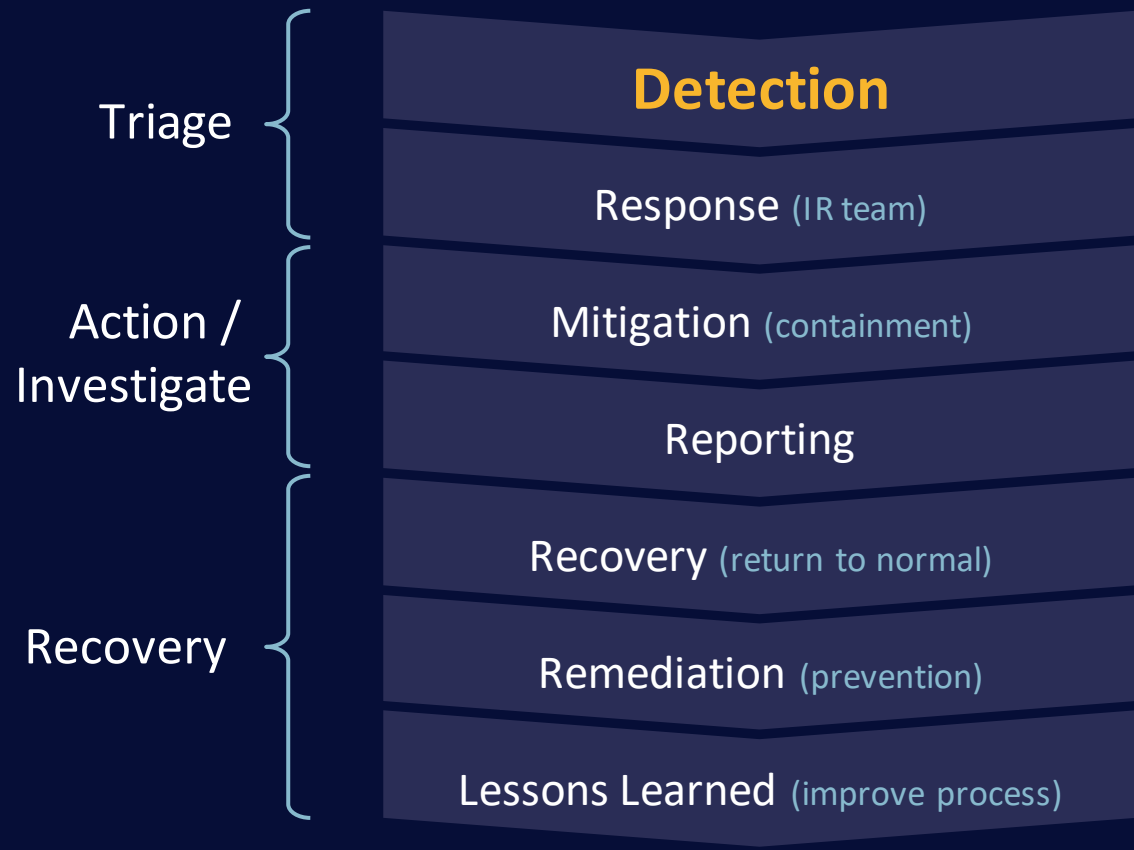 Triage
Detection
Response (IR team)
Action /
Investigate
Mitigation (containment)
Reporting
Recovery
Recovery (return to normal)
Remediation (prevention)
Lessons Learned (improve process)